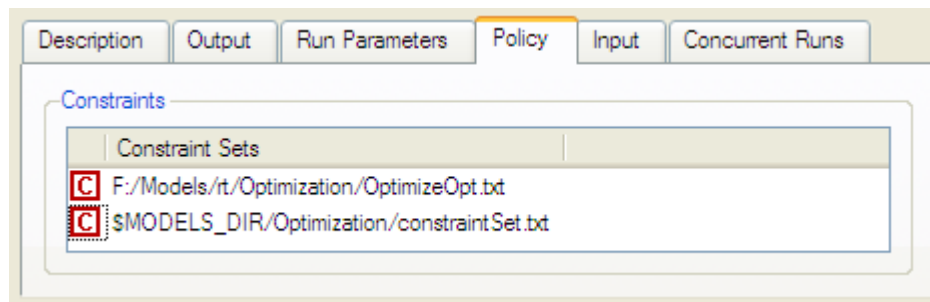 Description Output Run Parameters Policy Input Concurrent Runs
Constraints
Constraint Sets
C F:/Models/rt/Optimization/OptimizeOpt.txt
C $MODELS_DIR/Optimization/constraintSet.txt